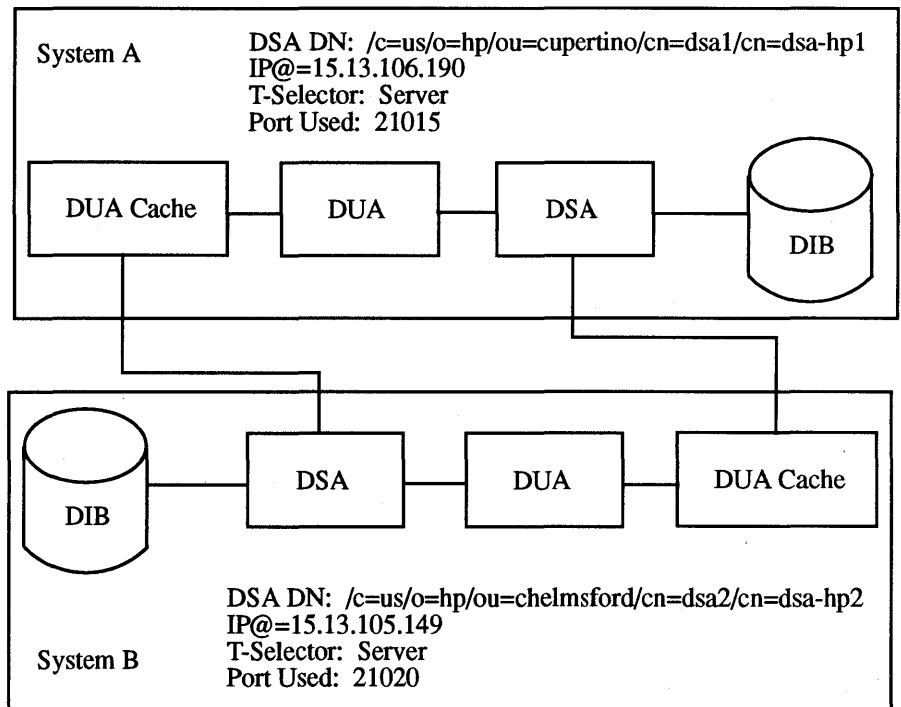 System A
DSA DN: /c=us/o=hp/ou=cupertino/cn=dsa1/cn=dsa-hp1
IP@=15.13.106.190
T-Selector: Server
Port Used: 21015
DUA Cache
DUA
DSA
DIB
DIB
DSA
DUA
DUA Cache
DSA DN: /c=us/o=hp/ou=chelmsford/cn=dsa2/cn=dsa-hp2
IP@=15.13.105.149
T-Selector: Server
Port Used: 21020
System B